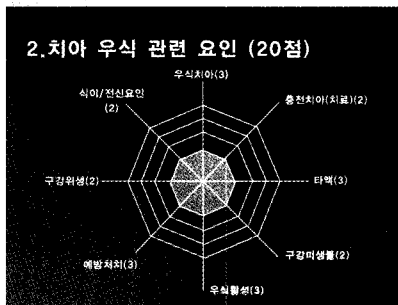 2.치아 우식 관련 요인 (20점)
우식치아(3)
식이/전신요인
(2)
충전치아(치료)(2)
구강위생(2)
타액(3)
예방처치(3)
구강미생물(2)
우식활성(3)